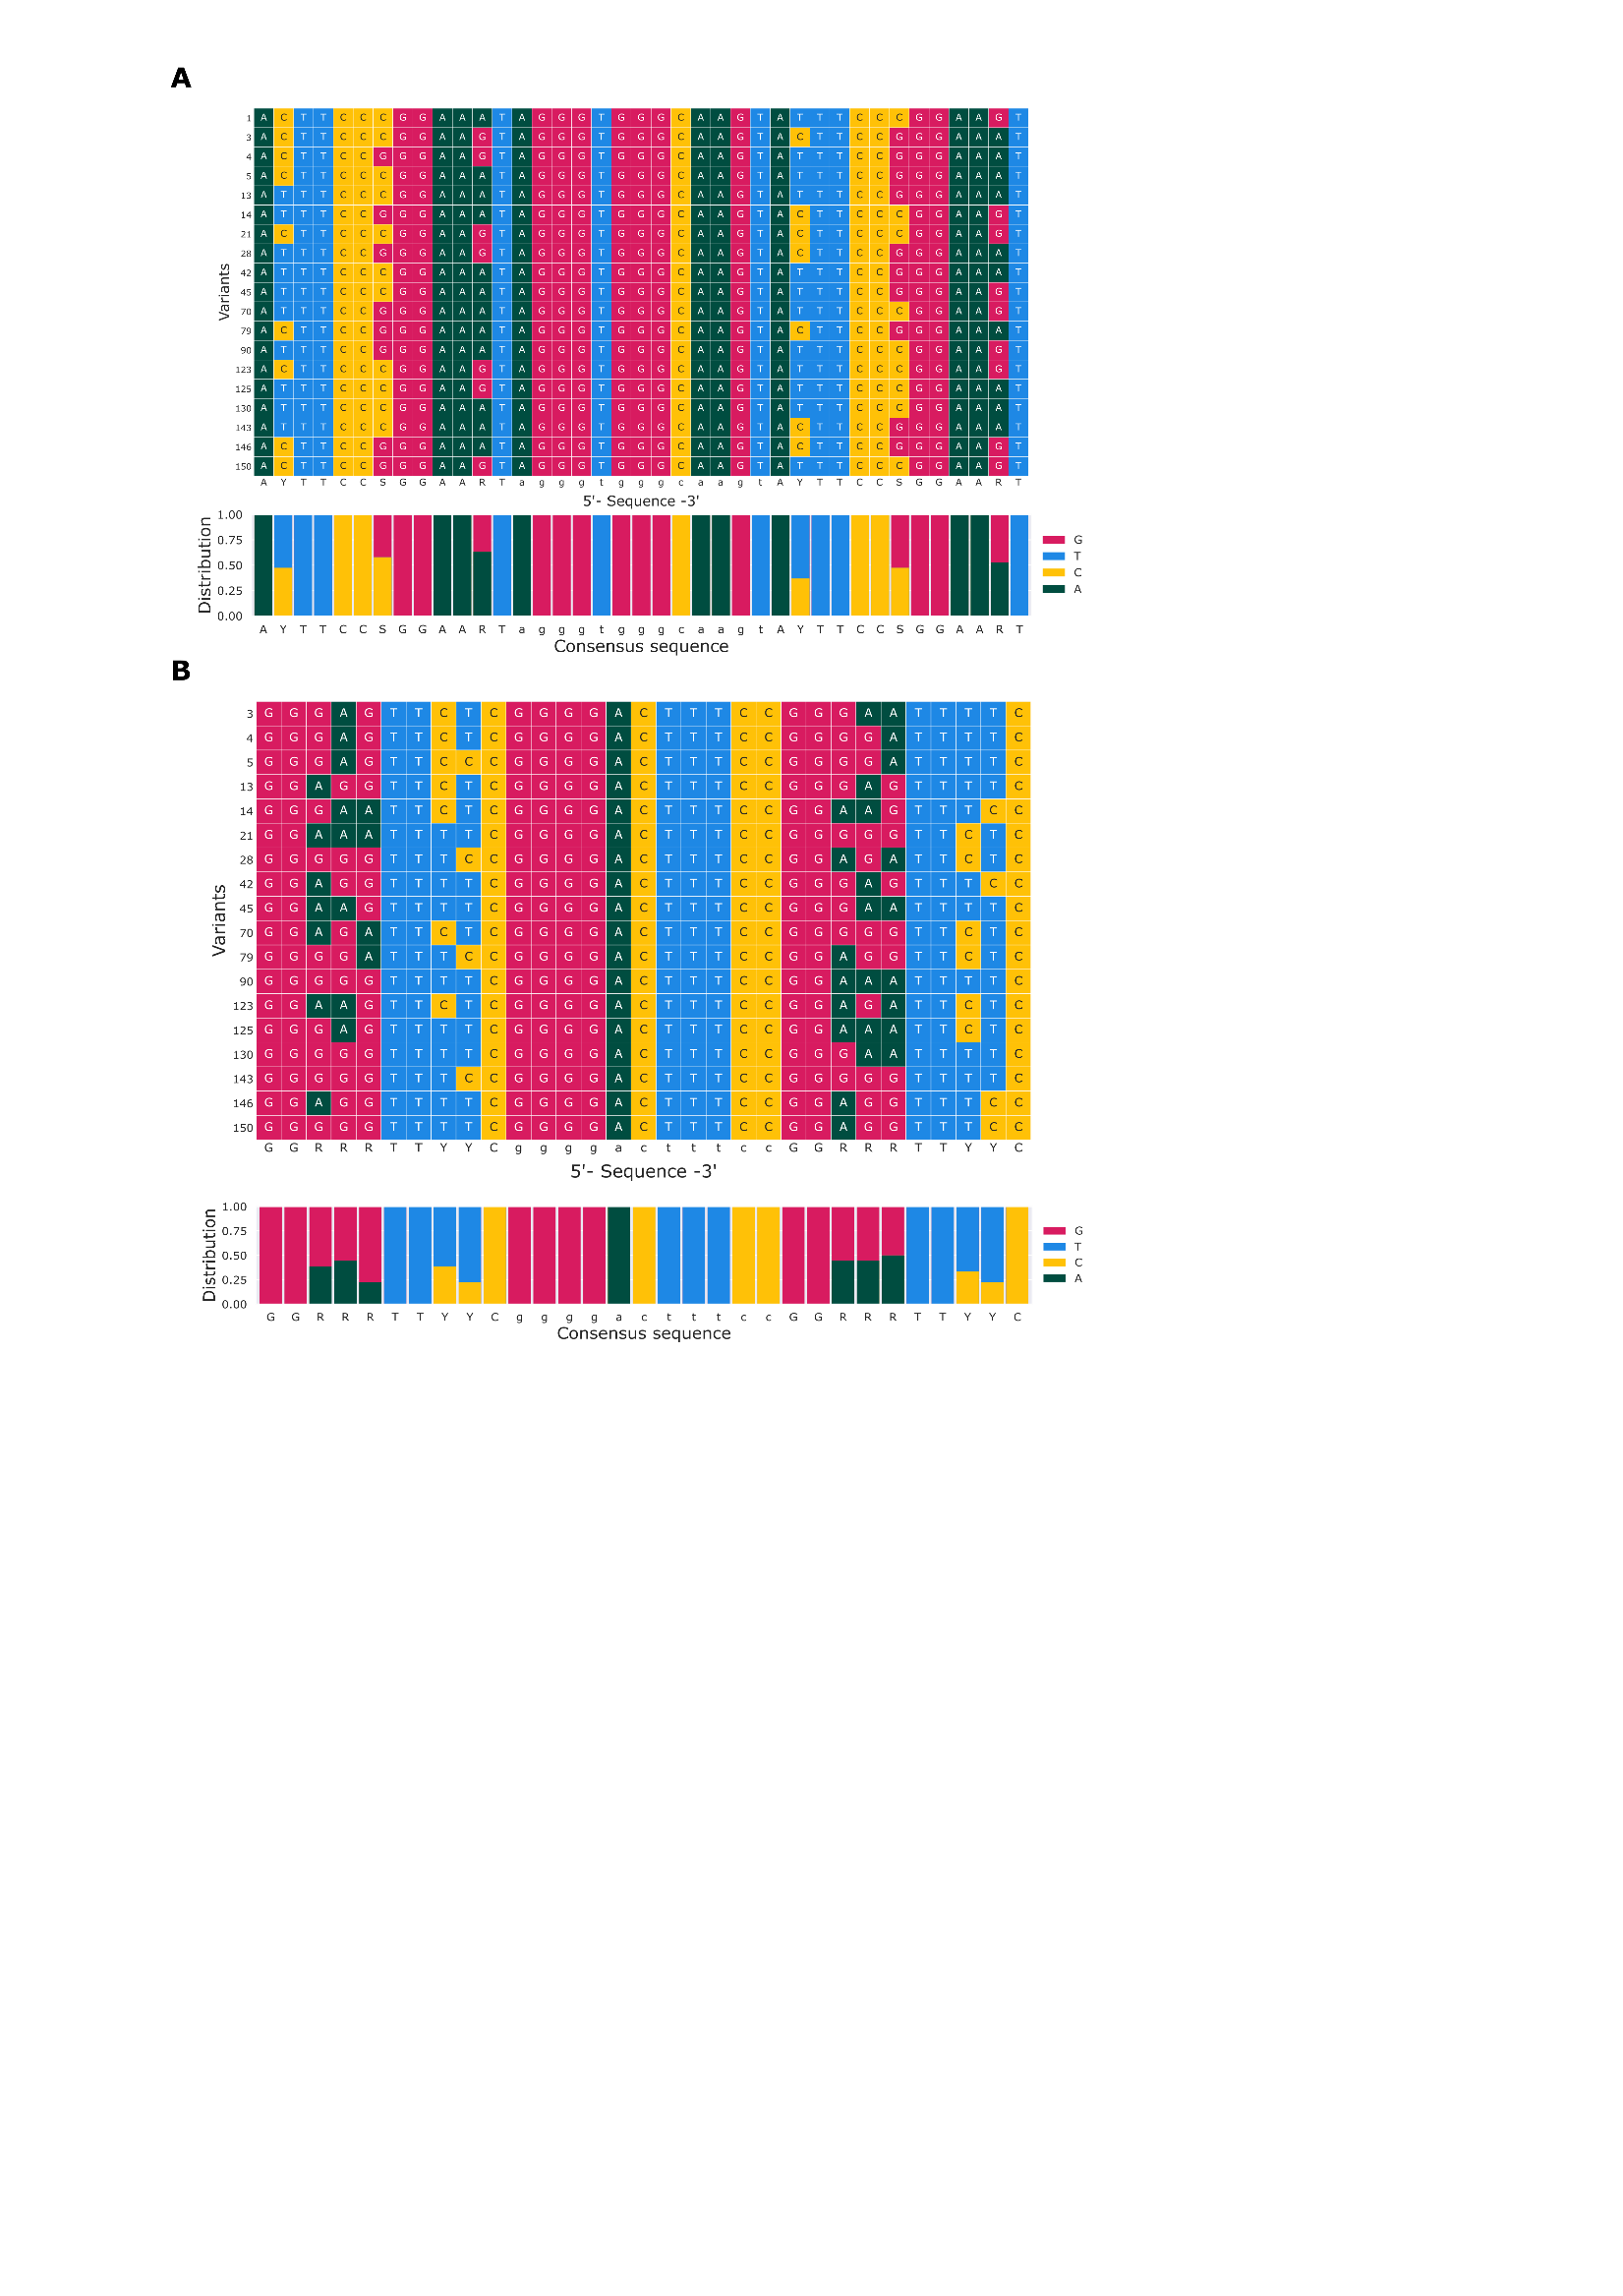 A
1 A C T T C C C G G A A A T A G G G T G G G C A A G T A T T T C C C G G A A G T
3 A C T T C C C G G A A G T A G G G T G G G C A A G T A C T T C C G G G A A A T
4 A C T T C C G G G A A G T A G G G T G G G C A A G T A T T T C C G G G A A A T
5 A C T T C C C G G A A A T A G G G T G G G C A A G T A T T T C C G G G A A A T
13 A T T T C C C G G A A A T A G G G T G G G C A A G T A T T T C C G G G A A A T
14 A T T T C C G G G A A A T A G G G T G G G C A A G T A C T T C C C G G A A G T
21 A C T T C C C G G A A G T A G G G T G G G C A A G T A C T T C C C G G A A G T
28 A T T T C C G G G A A G T A G G G T G G G C A A G T A C T T C C G G G A A A T
42 A T T T C C C G G A A A T A G G G T G G G C A A G T A T T T C C G G G A A A T
45 A T T T C C C G G A A A T A G G G T G G G C A A G T A T T T C C G G G A A G T
70 A T T T C C G G G A A A T A G G G T G G G C A A G T A T T T C C C G G A A G T
79 A C T T C C G G G A A A T A G G G T G G G C A A G T A C T T C C G G G A A A T
90 A T T T C C G G G A A A T A G G G T G G G C A A G T A T T T C C C G G A A G T
123 A C T T C C C G G A A G T A G G G T G G G C A A G T A T T T C C C G G A A G T
125 A T T T C C C G G A A G T A G G G T G G G C A A G T A T T T C C C G G A A A T
130 A T T T C C C G G A A A T A G G G T G G G C A A G T A T T T C C C G G A A A T
143 A T T T C C C G G A A A T A G G G T G G G C A A G T A C T T C C G G G A A A T
146 A C T T C C G G G A A A T A G G G T G G G C A A G T A C T T C C G G G A A G T
150 A C T T C C G G G A A G T A G G G T G G G C A A G T A T T T C C C G G A A G T
Variants
A Y T T C C S G G A A R T a g g g t g g g c a a g t A Y T T C C S G G A A R T
5'- Sequence -3'
Distribution
1.00
0.75
0.50
0.25
0.00
G
T
C
A
A Y T T C C S G G A A R T a g g g t g g g c a a g t A Y T T C C S G G A A R T
Consensus sequence
B
3 G G G A G T T C T C G G G G A C T T T C C G G G A A T T T T C
4 G G G A G T T C T C G G G G A C T T T C C G G G G A T T T T C
5 G G G A G T T C C C G G G G A C T T T C C G G G G A T T T T C
13 G G A G G T T C T C G G G G A C T T T C C G G G A G T T T T C
14 G G G A A T T C T C G G G G A C T T T C C G G A A G T T T C C
21 G G A A A T T T T C G G G G A C T T T C C G G G G G T T C T C
28 G G G G G T T T C C G G G G A C T T T C C G G A G A T T C T C
42 G G A G G T T T T C G G G G A C T T T C C G G G A G T T T C C
45 G G A A G T T T T C G G G G A C T T T C C G G G A A T T T T C
70 G G A G A T T C T C G G G G A C T T T C C G G G G G T T C T C
79 G G G G A T T T C C G G G G A C T T T C C G G A G G T T C T C
90 G G G G G T T T T C G G G G A C T T T C C G G A A A T T T T C
123 G G A A G T T C T C G G G G A C T T T C C G G A G A T T C T C
125 G G G A G T T T T C G G G G A C T T T C C G G A A A T T C T C
130 G G G G G T T T T C G G G G A C T T T C C G G G A A T T T T C
143 G G G G G T T T C C G G G G A C T T T C C G G G G G T T T T C
146 G G A G G T T T T C G G G G A C T T T C C G G A G G T T T C C
150 G G G G G T T T T C G G G G A C T T T C C G G A G G T T T C C
Variants
G G R R R T T Y Y C g g g g a c t t t c c G G R R R T T Y Y C
5'- Sequence -3'
Distribution
1.00
0.75
0.50
0.25
0.00
G
T
C
A
G G R R R T T Y Y C g g g g a c t t t c c G G R R R T T Y Y C
Consensus sequence